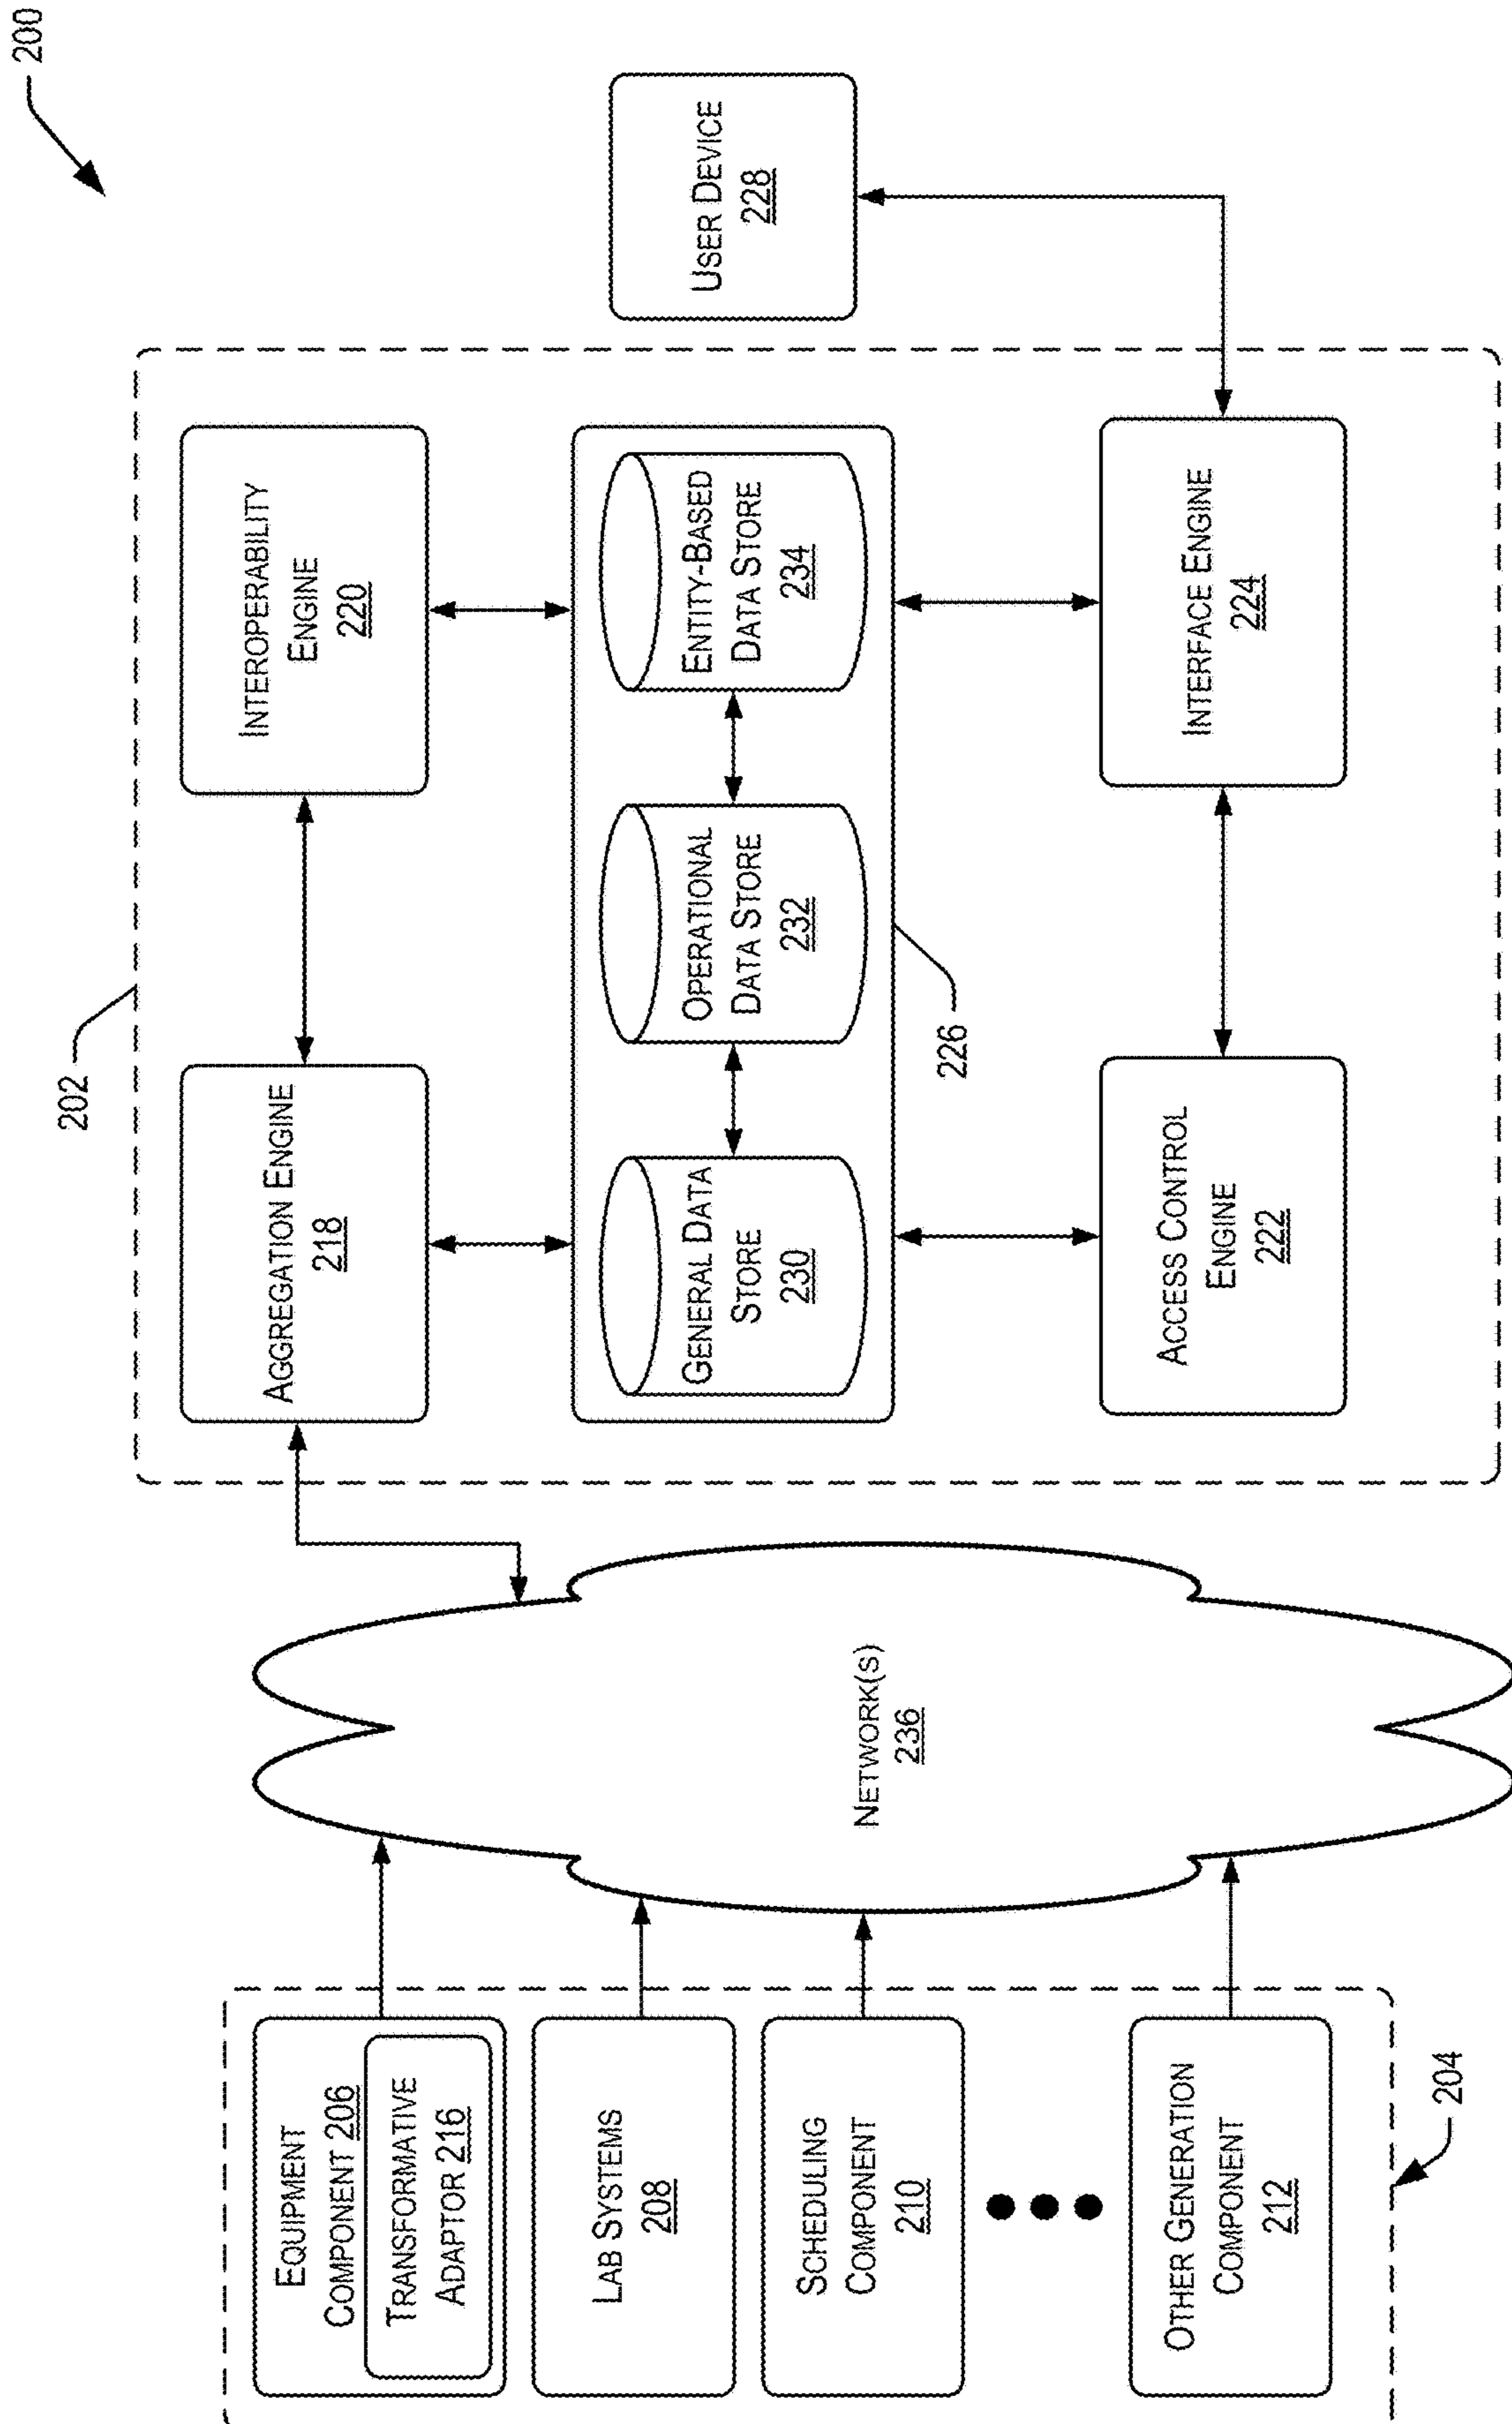 200
202
EQUIPMENT
COMPONENT 206
TRANSFORMATIVE
ADAPTOR 216
LAB SYSTEMS
208
SCHEDULING
COMPONENT
210
OTHER GENERATION
COMPONENT
212
204
NETWORK(S)
236
AGGREGATION ENGINE
218
INTEROPERABILITY
ENGINE
220
GENERAL DATA
STORE
230
OPERATIONAL
DATA STORE
232
ENTITY-BASED
DATA STORE
234
226
ACCESS CONTROL
ENGINE
222
INTERFACE ENGINE
224
USER DEVICE
228